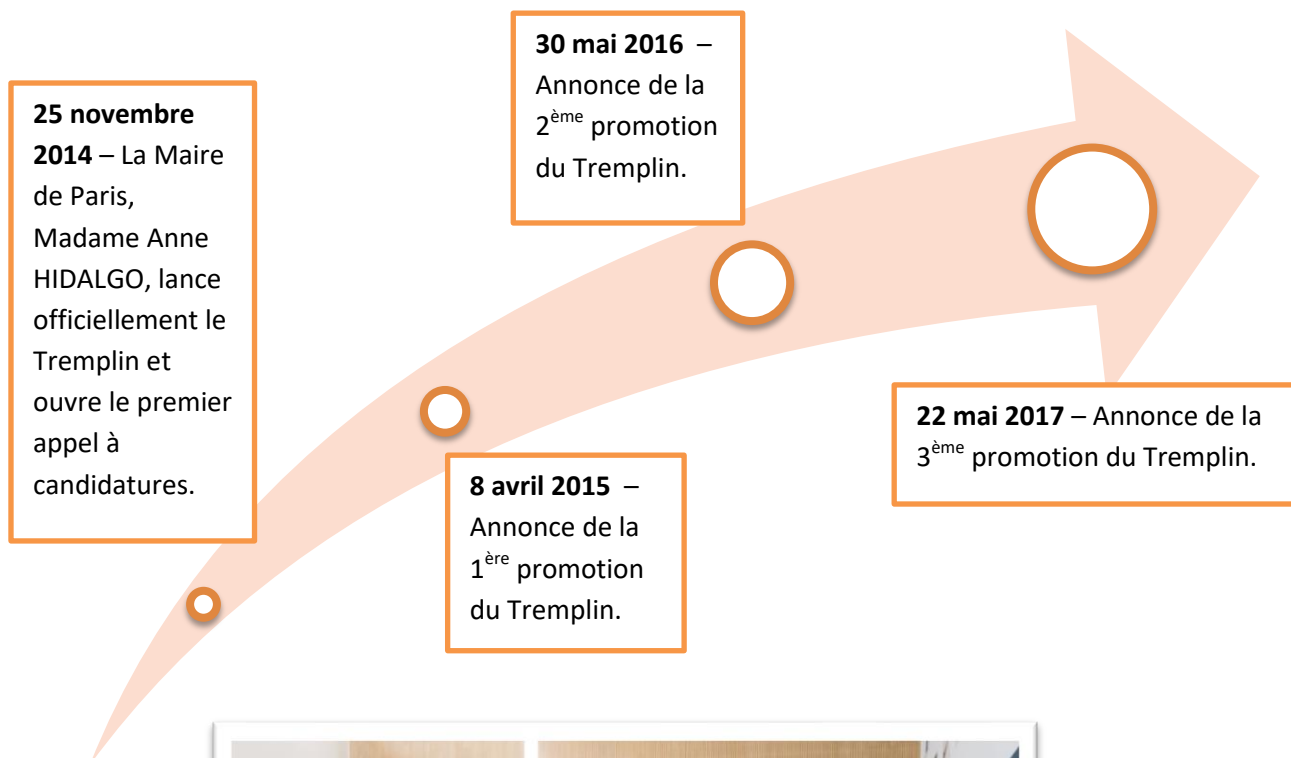 25 novembre
2014 – La Maire
de Paris,
Madame Anne
HIDALGO, lance
officiellement le
Tremplin et
ouvre le premier
appel à
candidatures.
8 avril 2015 –
Annonce de la
1ère promotion
du Tremplin.
30 mai 2016 –
Annonce de la
2ème promotion
du Tremplin.
22 mai 2017 – Annonce de la
3ème promotion du Tremplin.